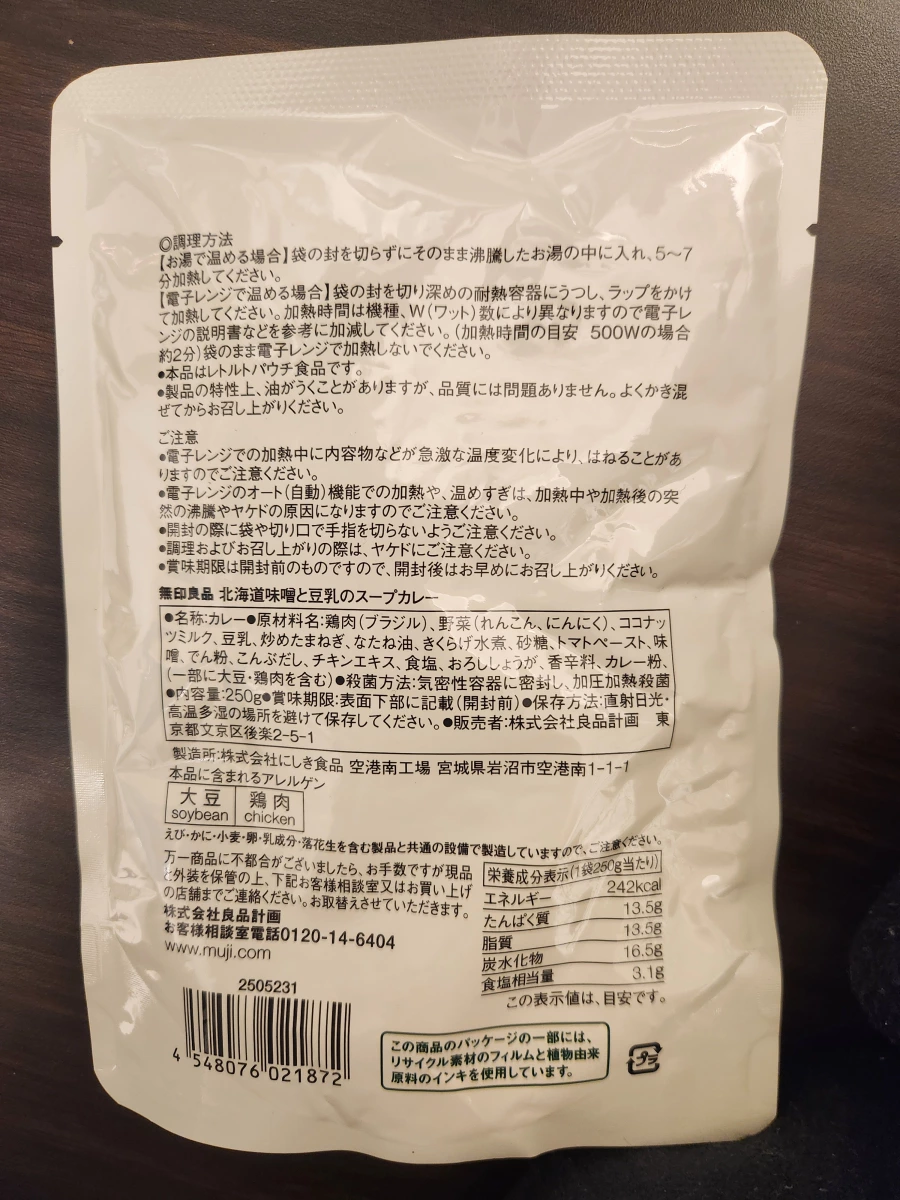 ◎調理方法
【お湯で温める場合】袋の封を切らずにそのまま沸騰したお湯の中に入れ、5～7
分加熱してください。
【電子レンジで温める場合】袋の封を切り深めの耐熱容器にうつし、ラップをかけ
て加熱してください。加熱時間は機種、W(ワット)数により異なりますので電子レ
ンジの説明書などを参考に加減してください。(加熱時間の目安 500Wの場合
約2分)袋のまま電子レンジで加熱しないでください。
●本品はレトルトパウチ食品です。
●製品の特性上、油がうくことがありますが、品質には問題ありません。よくかき混
ぜてからお召し上がりください。
ご注意
●電子レンジでの加熱中に内容物などが急激な温度変化により、はねることがあ
りますのでご注意ください。
●電子レンジのオート(自動)機能での加熱や、温めすぎは、加熱中や加熱後の突
然の沸騰やヤケドの原因になりますのでご注意ください。
●開封の際に袋や切り口で手指を切らないようご注意ください。
●調理およびお召し上がりの際は、ヤケドにご注意ください。
●賞味期限は開封前のものですので、開封後はお早めにお召し上がりください。
無印良品 北海道味噌と豆乳のスープカレー
●名称:カレー●原材料名:鶏肉(ブラジル)、野菜(れんこん、にんにく)、ココナッ
ツミルク、豆乳、炒めたまねぎ、なたね油、きくらげ水煮、砂糖、トマトペースト、味
噌、でん粉、こんぶだし、チキンエキス、食塩、おろししょうが、香辛料、カレー粉、
(一部に大豆・鶏肉を含む)●殺菌方法:気密性容器に密封し、加圧加熱殺菌
●内容量:250g●賞味期限:表面下部に記載(開封前)●保存方法:直射日光・
高温多湿の場所を避けて保存してください。●販売者:株式会社良品計画 東
京都文京区後楽2-5-1
製造所:株式会社にしき食品 空港南工場 宮城県岩沼市空港南1-1-1
本品に含まれるアレルゲン
大豆 鶏肉
soybean chicken
えび・かに・小麦・卵・乳成分・落花生を含む製品と共通の設備で製造していますので、ご注意ください。
万一商品に不都合がございましたら、お手数ですが現品
と外装を保管の上、下記お客様相談室又はお買い上げ
の店舗までご連絡ください。お取替えさせていただきます。
株式会社良品計画
お客様相談室電話0120-14-6404
www.muji.com
栄養成分表示(1袋250g当たり)
エネルギー 242kcal
たんぱく質 13.5g
脂質 13.5g
炭水化物 16.5g
食塩相当量 3.1g
この表示値は、目安です。
2505231
4 548076 021872
この商品のパッケージの一部には、
リサイクル素材のフィルムと植物由来
原料のインキを使用しています。
プラ